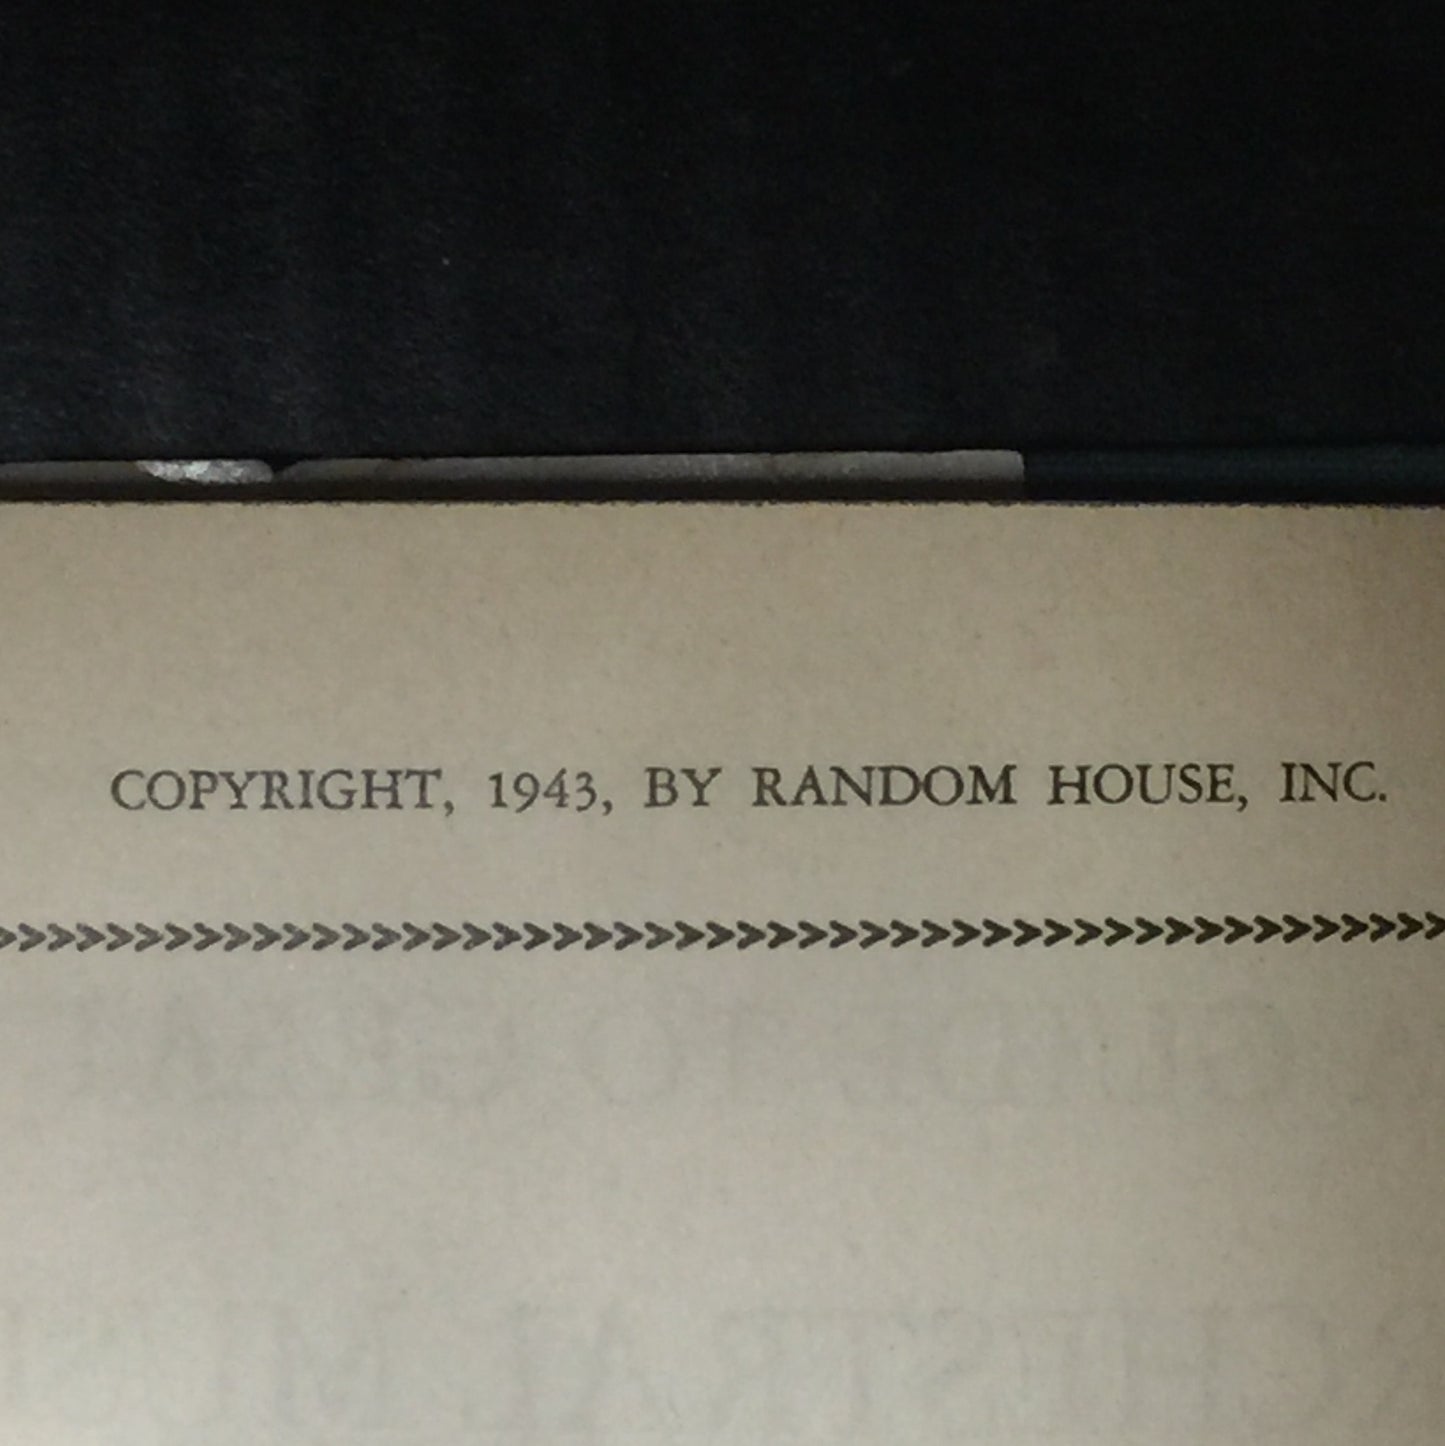 COPYRIGHT, 1943, BY RANDOM HOUSE, INC.